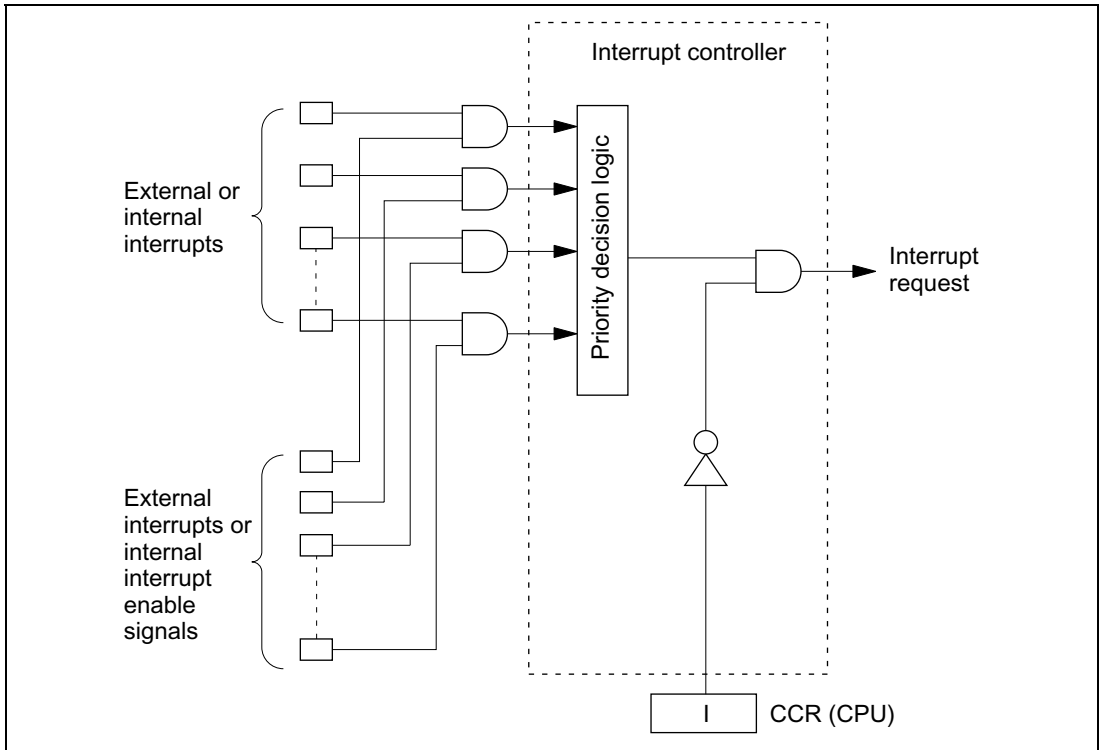 Interrupt controller
External or
internal
interrupts
Priority decision logic
Interrupt
request
External
interrupts or
internal
interrupt
enable
signals
I
CCR (CPU)